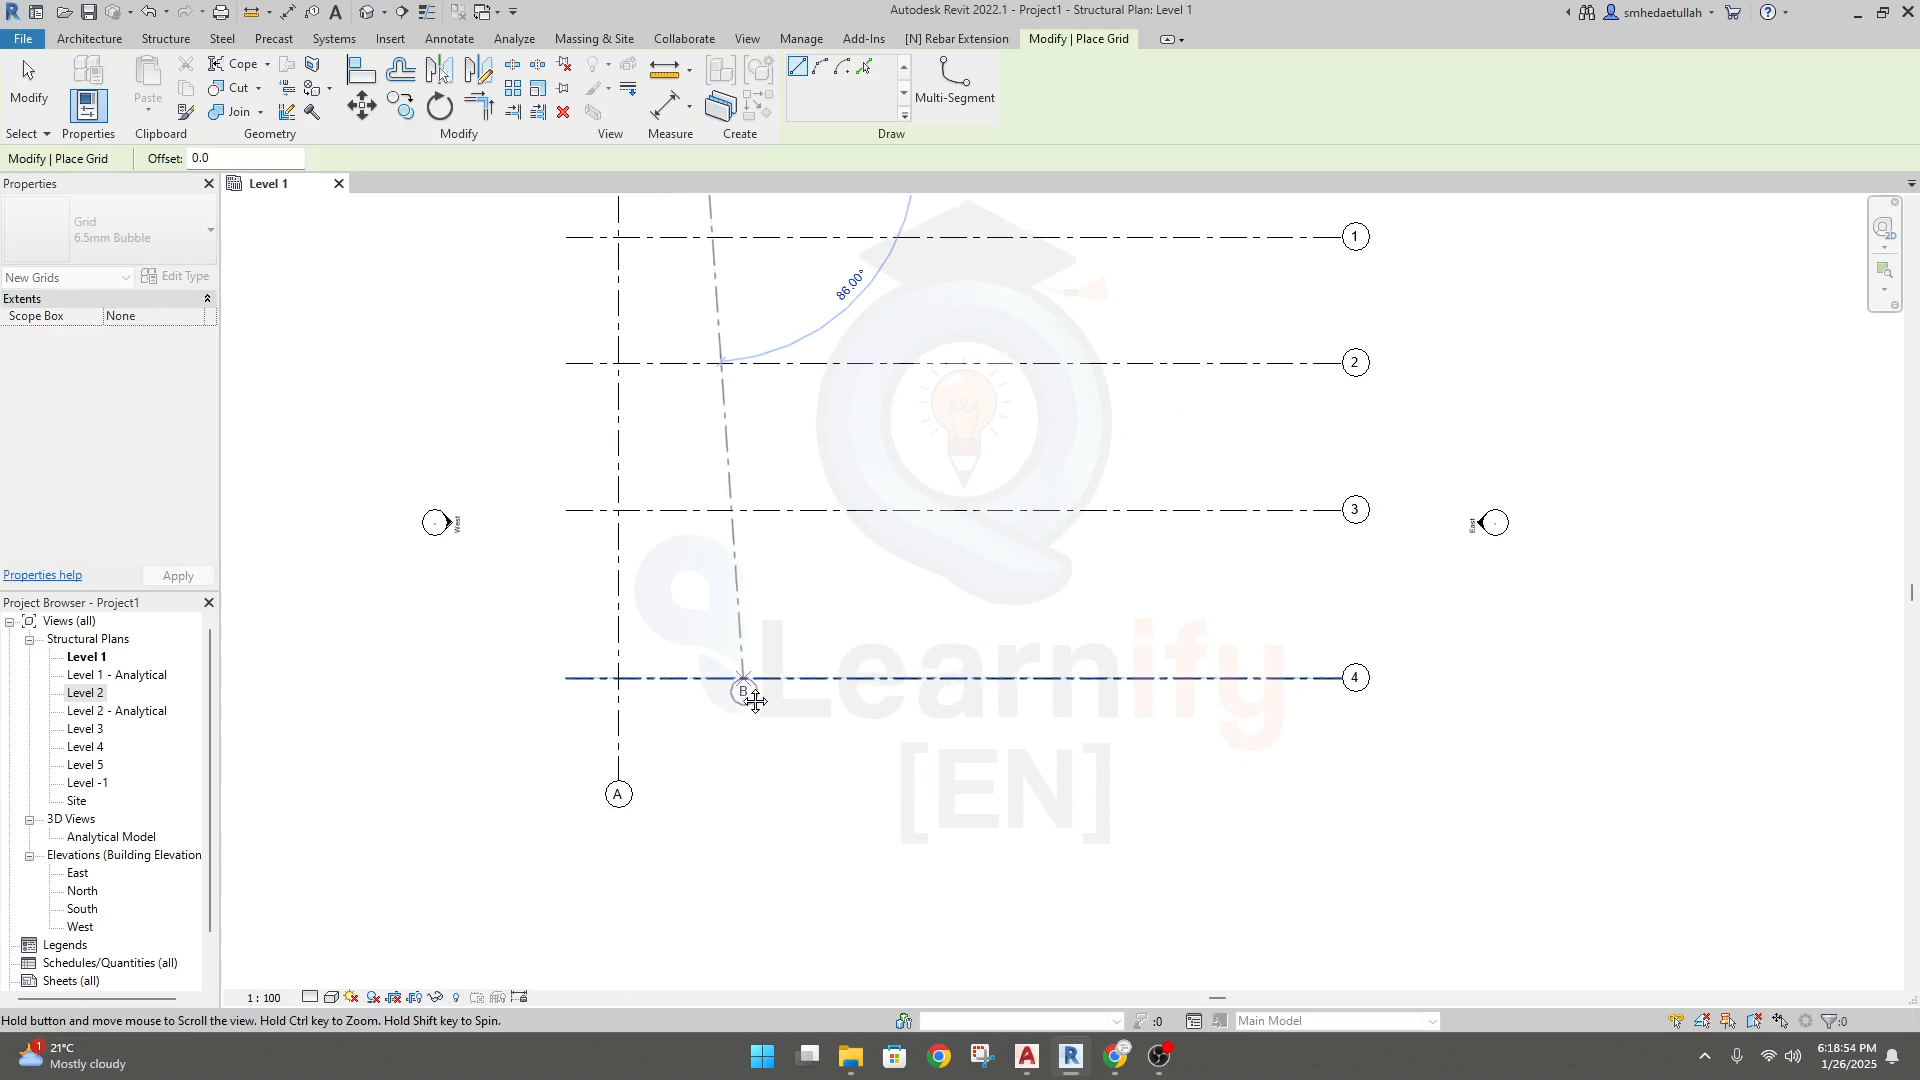 Autodesk Revit 2022.1 - Project1 - Structural Plan: Level 1
smhedaetullah
File Architecture Structure Steel Precast Systems Insert Annotate Analyze Massing & Site Collaborate View Manage Add-Ins [N] Rebar Extension Modify | Place Grid
Modify
Paste
Cope
Cut
Join
Multi-Segment
Select Properties Clipboard Geometry Modify View Measure Create Draw
Modify | Place Grid Offset: 0.0
Properties
Level 1
Grid
6.5mm Bubble
New Grids Edit Type
Extents
Scope Box None
Properties help Apply
Project Browser - Project1
Views (all)
Structural Plans
Level 1
Level 1 - Analytical
Level 2
Level 2 - Analytical
Level 3
Level 4
Level 5
Level -1
Site
3D Views
Analytical Model
Elevations (Building Elevation
East
North
South
West
Legends
Schedules/Quantities (all)
Sheets (all)
1
86.00°
2
3
West
East
4
B
A
Learnify
[EN]
2D
1 : 100
Hold button and move mouse to Scroll the view. Hold Ctrl key to Zoom. Hold Shift key to Spin.
:0
Main Model
:0
1
21°C
Mostly cloudy
6:18:54 PM
1/26/2025